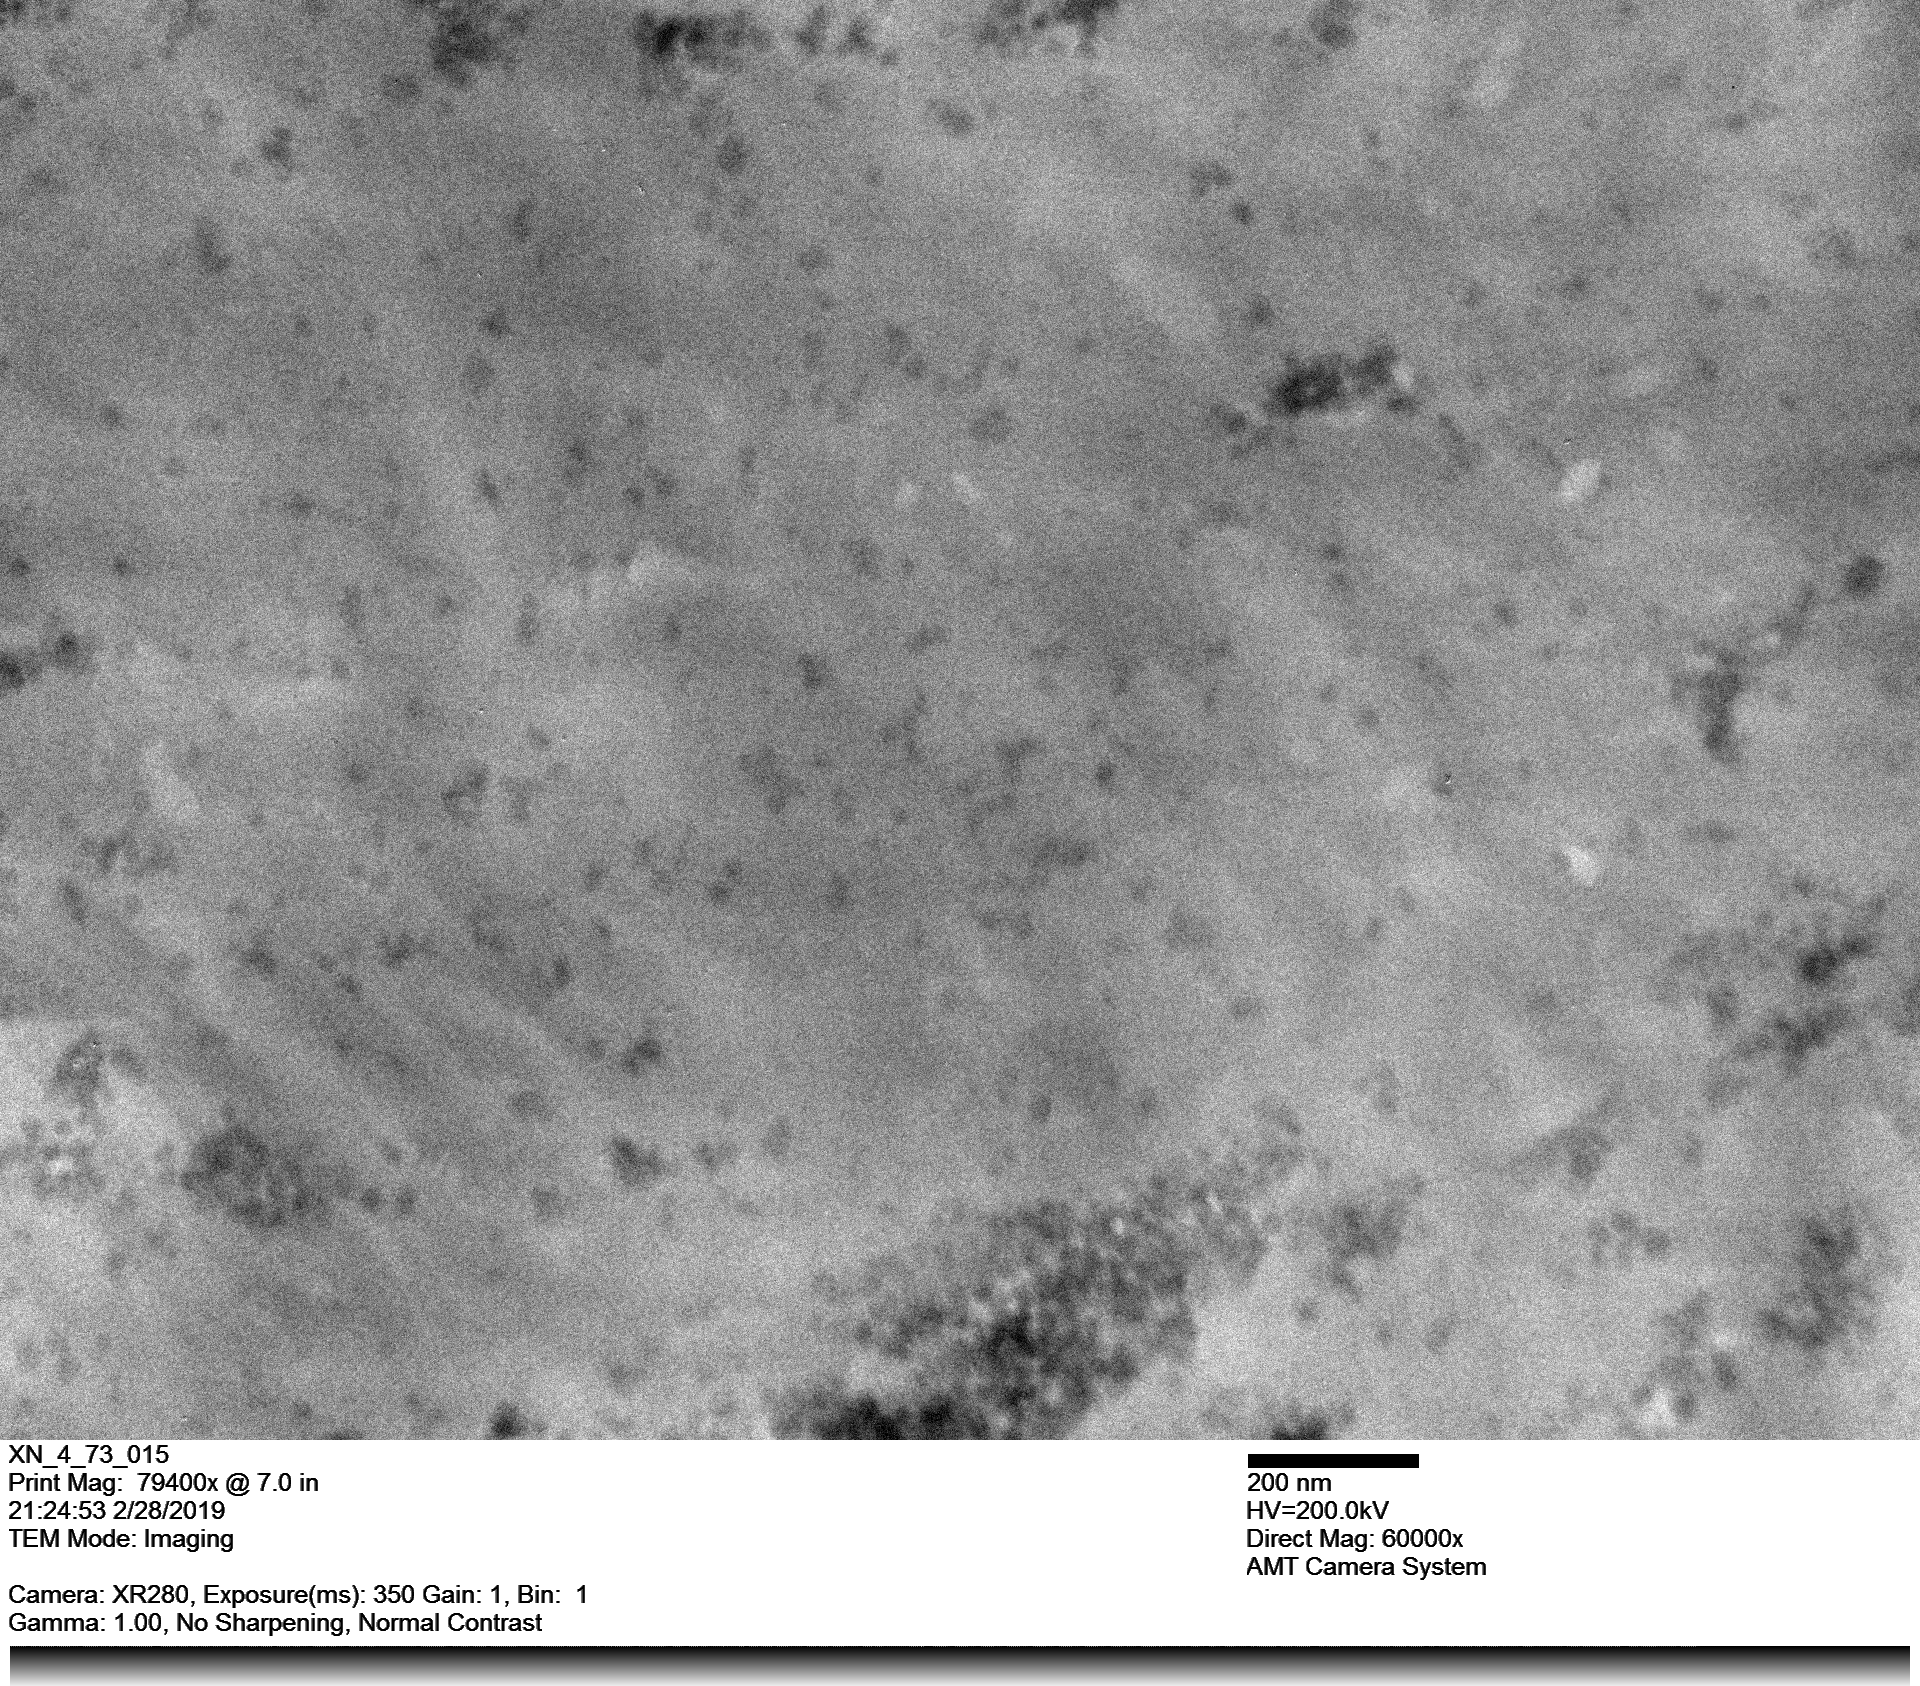 XN_4_73_015
Print Mag:  79400x @ 7.0 in
21:24:53 2/28/2019
TEM Mode: Imaging
Camera: XR280, Exposure(ms): 350 Gain: 1, Bin:  1
Gamma: 1.00, No Sharpening, Normal Contrast
200 nm
HV=200.0kV
Direct Mag: 60000x
AMT Camera System